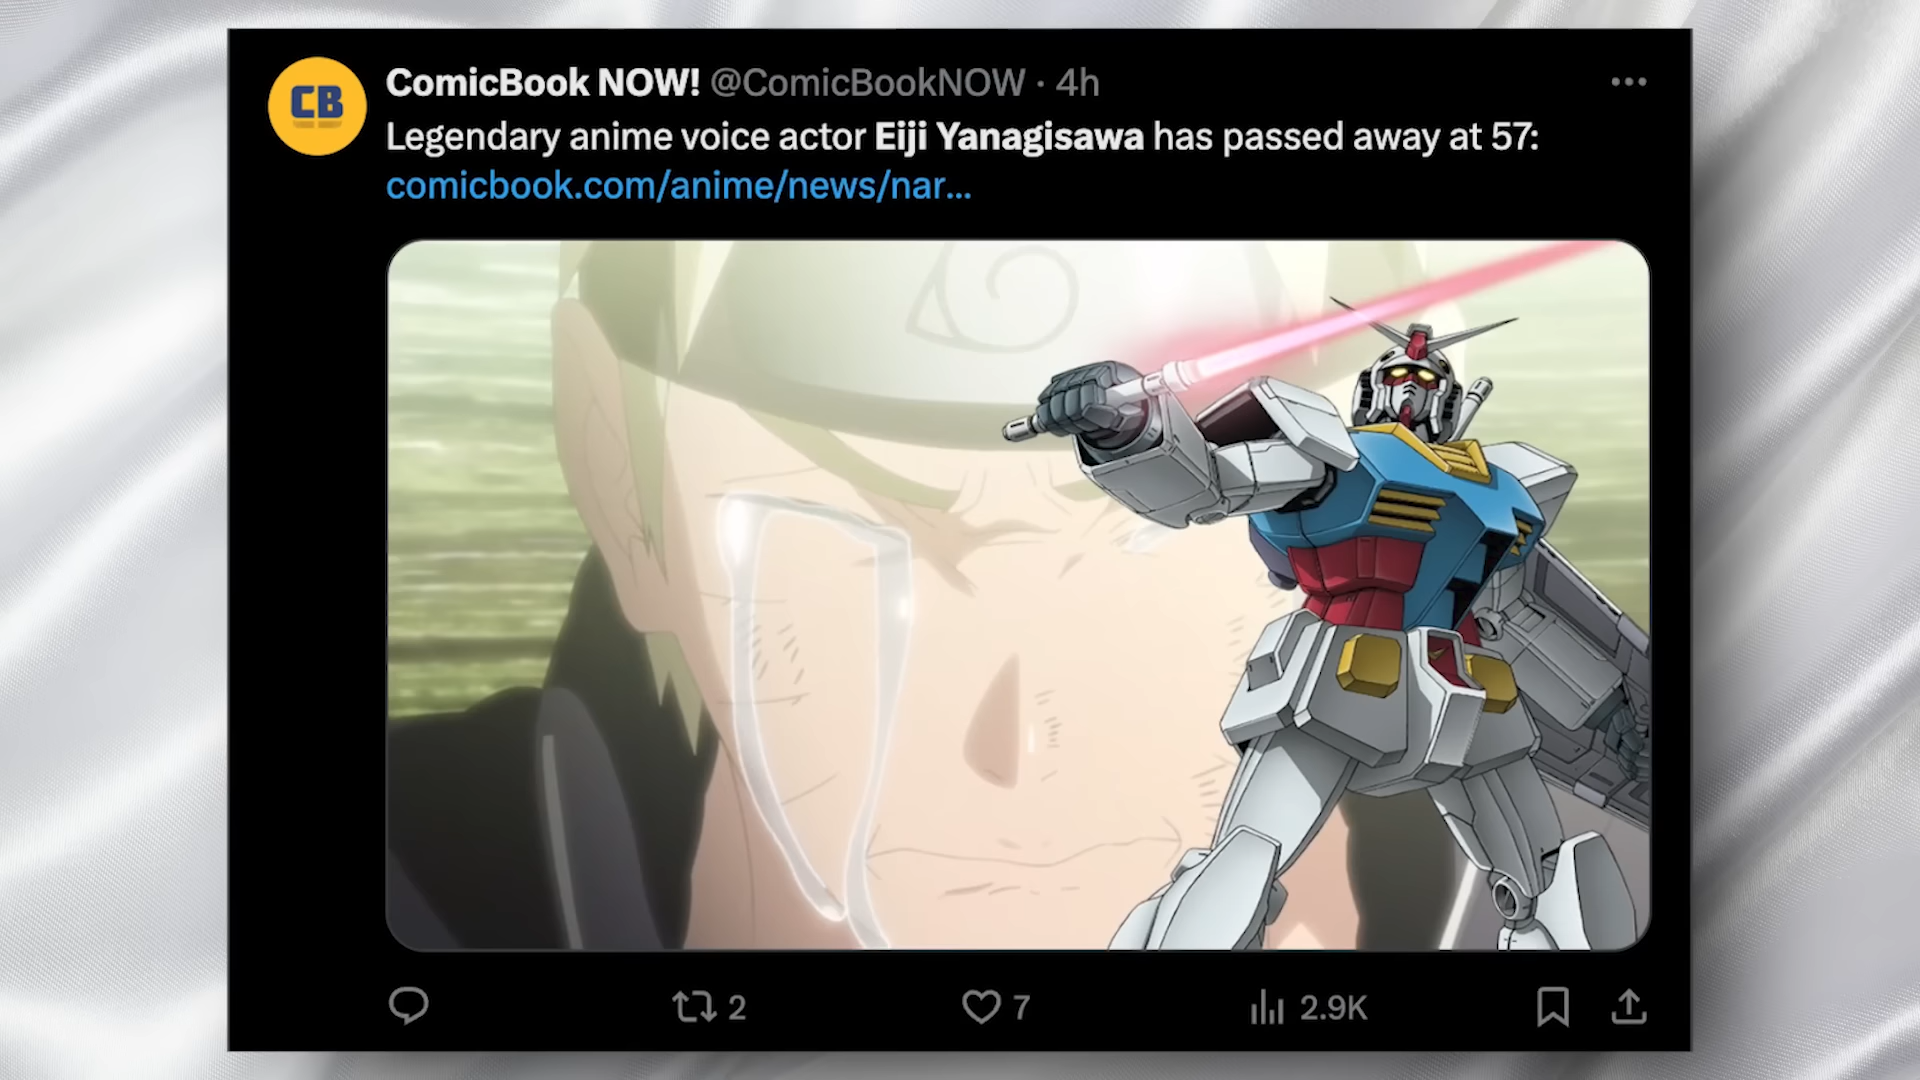 CB
ComicBook NOW! @ComicBookNOW · 4h
Legendary anime voice actor Eiji Yanagisawa has passed away at 57:
comicbook.com/anime/news/nar...
2
7
2.9K